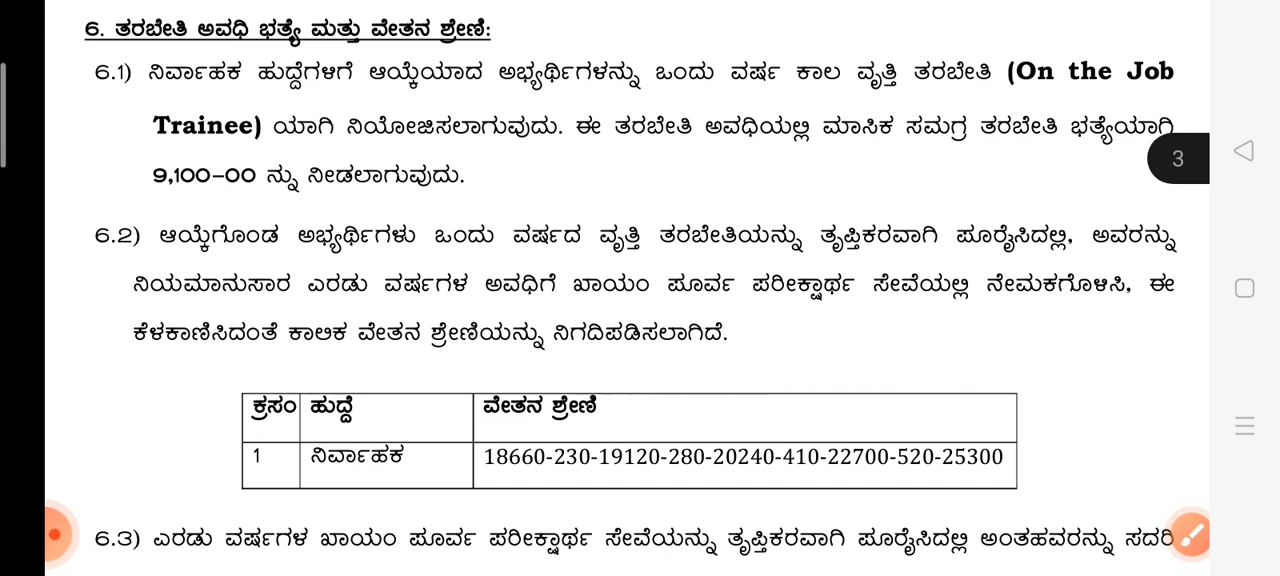 6. ತರಬೇತಿ ಅವಧಿ ಭತ್ಯೆ ಮತ್ತು ವೇತನ ಶ್ರೇಣಿ:
6.1) ನಿರ್ವಾಹಕ ಹುದ್ದೆಗಳಿಗೆ ಆಯ್ಕೆಯಾದ ಅಭ್ಯರ್ಥಿಗಳನ್ನು ಒಂದು ವರ್ಷ ಕಾಲ ವೃತ್ತಿ ತರಬೇತಿ (On the Job
Trainee) ಯಾಗಿ ನಿಯೋಜಿಸಲಾಗುವುದು. ಈ ತರಬೇತಿ ಅವಧಿಯಲ್ಲಿ ಮಾಸಿಕ ಸಮಗ್ರ ತರಬೇತಿ ಭತ್ಯೆಯಾಗಿ
3
9,100-00 ನ್ನು ನೀಡಲಾಗುವುದು.
6.2) ಆಯ್ಕೆಗೊಂಡ ಅಭ್ಯರ್ಥಿಗಳು ಒಂದು ವರ್ಷದ ವೃತ್ತಿ ತರಬೇತಿಯನ್ನು ತೃಪ್ತಿಕರವಾಗಿ ಪೂರೈಸಿದಲ್ಲಿ, ಅವರನ್ನು
ನಿಯಮಾನುಸಾರ ಎರಡು ವರ್ಷಗಳ ಅವಧಿಗೆ ಖಾಯಂ ಪೂರ್ವ ಪರೀಕ್ಷಾರ್ಥ ಸೇವೆಯಲ್ಲಿ ನೇಮಕಗೊಳಿಸಿ, ಈ
ಕೆಳಕಾಣಿಸಿದಂತೆ ಕಾಲಿಕ ವೇತನ ಶ್ರೇಣಿಯನ್ನು ನಿಗದಿಪಡಿಸಲಾಗಿದೆ.
ಕ್ರಸಂ ಹುದ್ದೆ ವೇತನ ಶ್ರೇಣಿ
1 ನಿರ್ವಾಹಕ 18660-230-19120-280-20240-410-22700-520-25300
6.3) ಎರಡು ವರ್ಷಗಳ ಖಾಯಂ ಪೂರ್ವ ಪರೀಕ್ಷಾರ್ಥ ಸೇವೆಯನ್ನು ತೃಪ್ತಿಕರವಾಗಿ ಪೂರೈಸಿದಲ್ಲಿ ಅಂತಹವರನ್ನು ಸದರಿ